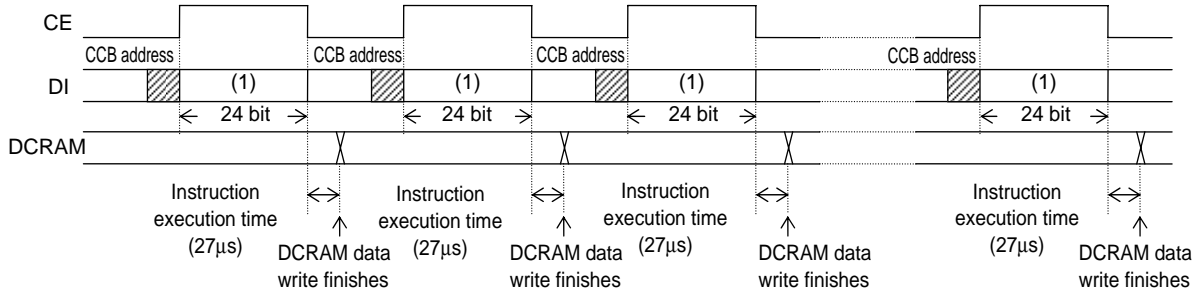 CE
CCB address
CCB address
CCB address
CCB address
DI
(1)
(1)
(1)
(1)
24 bit
24 bit
24 bit
24 bit
DCRAM
Instruction
execution time
(27μs)
Instruction
execution time
(27μs)
Instruction
execution time
(27μs)
Instruction
execution time
(27μs)
DCRAM data
write finishes
DCRAM data
write finishes
DCRAM data
write finishes
DCRAM data
write finishes